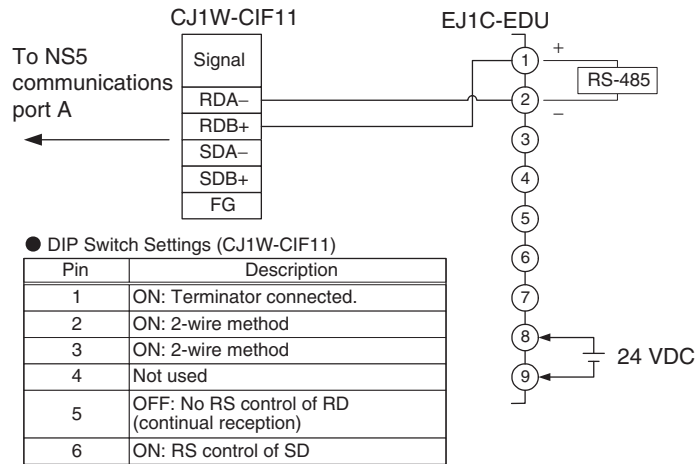 CJ1W-CIF11
EJ1C-EDU
To NS5
communications
port A
Signal
RDA−
RDB+
SDA−
SDB+
FG
1
+
RS-485
2
−
3
4
5
6
7
8
24 VDC
9
● DIP Switch Settings (CJ1W-CIF11)
Pin Description
1 ON: Terminator connected.
2 ON: 2-wire method
3 ON: 2-wire method
4 Not used
5 OFF: No RS control of RD
(continual reception)
6 ON: RS control of SD